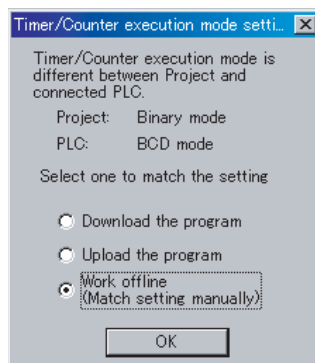 Timer/Counter execution mode setti...
Timer/Counter execution mode is
different between Project and
connected PLC.
Project: Binary mode
PLC: BCD mode
Select one to match the setting
Download the program
Upload the program
Work offline
(Match setting manually)
OK